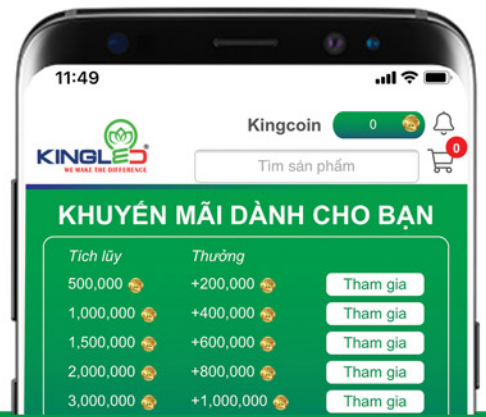 11:49
Kingcoin 0
KINGLED
WE MAKE THE DIFFERENCE
Tìm sản phẩm
0
KHUYẾN MÃI DÀNH CHO BẠN
Tích lũy Thưởng
500,000 +200,000 Tham gia
1,000,000 +400,000 Tham gia
1,500,000 +600,000 Tham gia
2,000,000 +800,000 Tham gia
3,000,000 +1,000,000 Tham gia